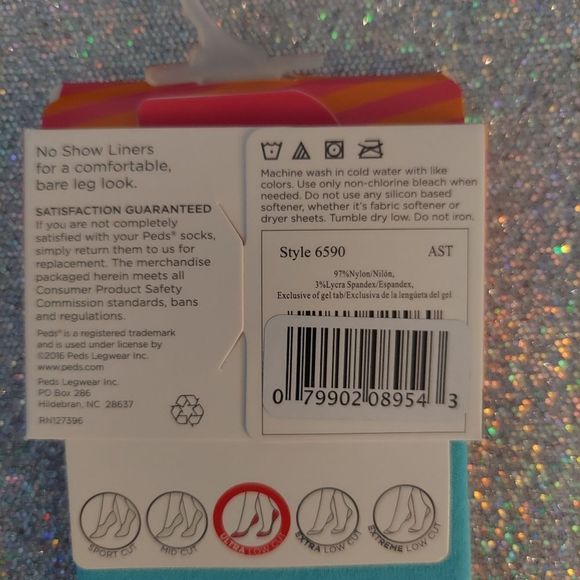 No Show Liners
for a comfortable,
bare leg look.
SATISFACTION GUARANTEED
If you are not completely
satisfied with your Peds® socks,
simply return them to us for
replacement. The merchandise
packaged herein meets all
Consumer Product Safety
Commission standards, bans
and regulations.
Peds® is a registered trademark
and is used under license by
©2016 Peds Legwear Inc.
www.peds.com
Peds Legwear Inc.
PO Box 286
Hildebran, NC 28637
RN127396
Machine wash in cold water with like
colors. Use only non-chlorine bleach when
needed. Do not use any silicon based
softener, whether it's fabric softener or
dryer sheets. Tumble dry low. Do not iron.
Style 6590 AST
97%Nylon/Nilón,
3%Lycra Spandex/Espandex,
Exclusive of gel tab/Exclusiva de la lengüeta del gel
0 79902 08954 3
SPORT CUT
MID CUT
ULTRA LOW CUT
EXTRA LOW CUT
EXTREME LOW CUT